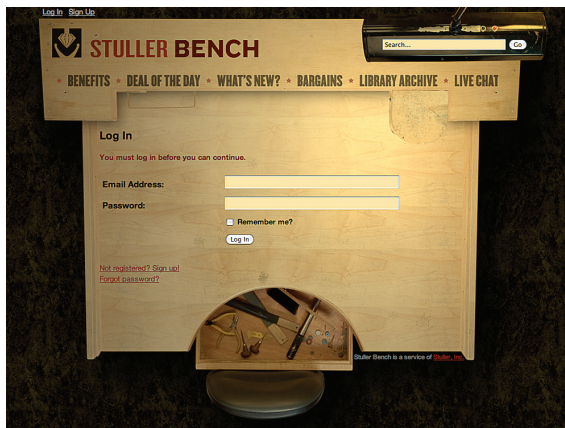 Log In Sign Up
STULLER BENCH
Search... Go
* BENEFITS * DEAL OF THE DAY * WHAT'S NEW? * BARGAINS * LIBRARY ARCHIVE * LIVE CHAT
Log In
You must log in before you can continue.
Email Address:
Password:
Remember me?
Log In
Not registered? Sign up!
Forgot password?
Stuller Bench is a service of Stuller, Inc.